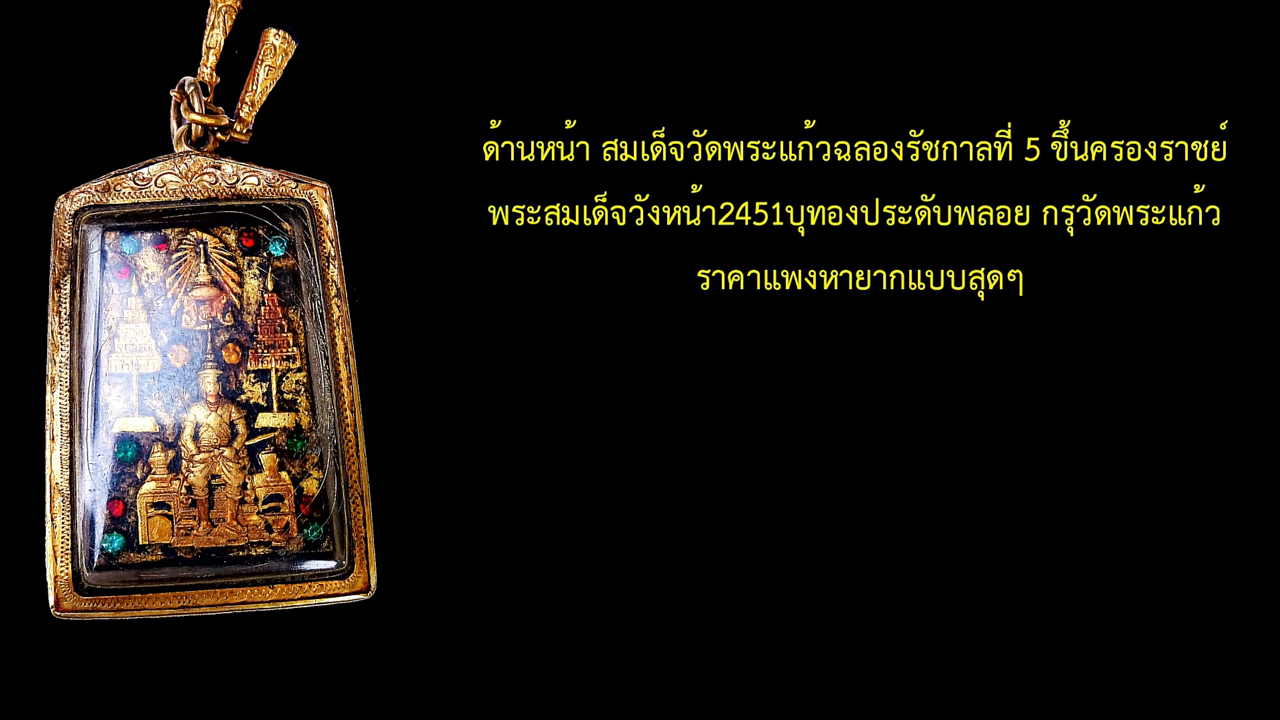 ด้านหน้า สมเด็จวัดพระแก้วฉลองรัชกาลที่ 5 ขึ้นครองราชย์
พระสมเด็จวังหน้า2451บุทองประดับพลอย กรุวัดพระแก้ว
ราคาแพงหายากแบบสุดๆ